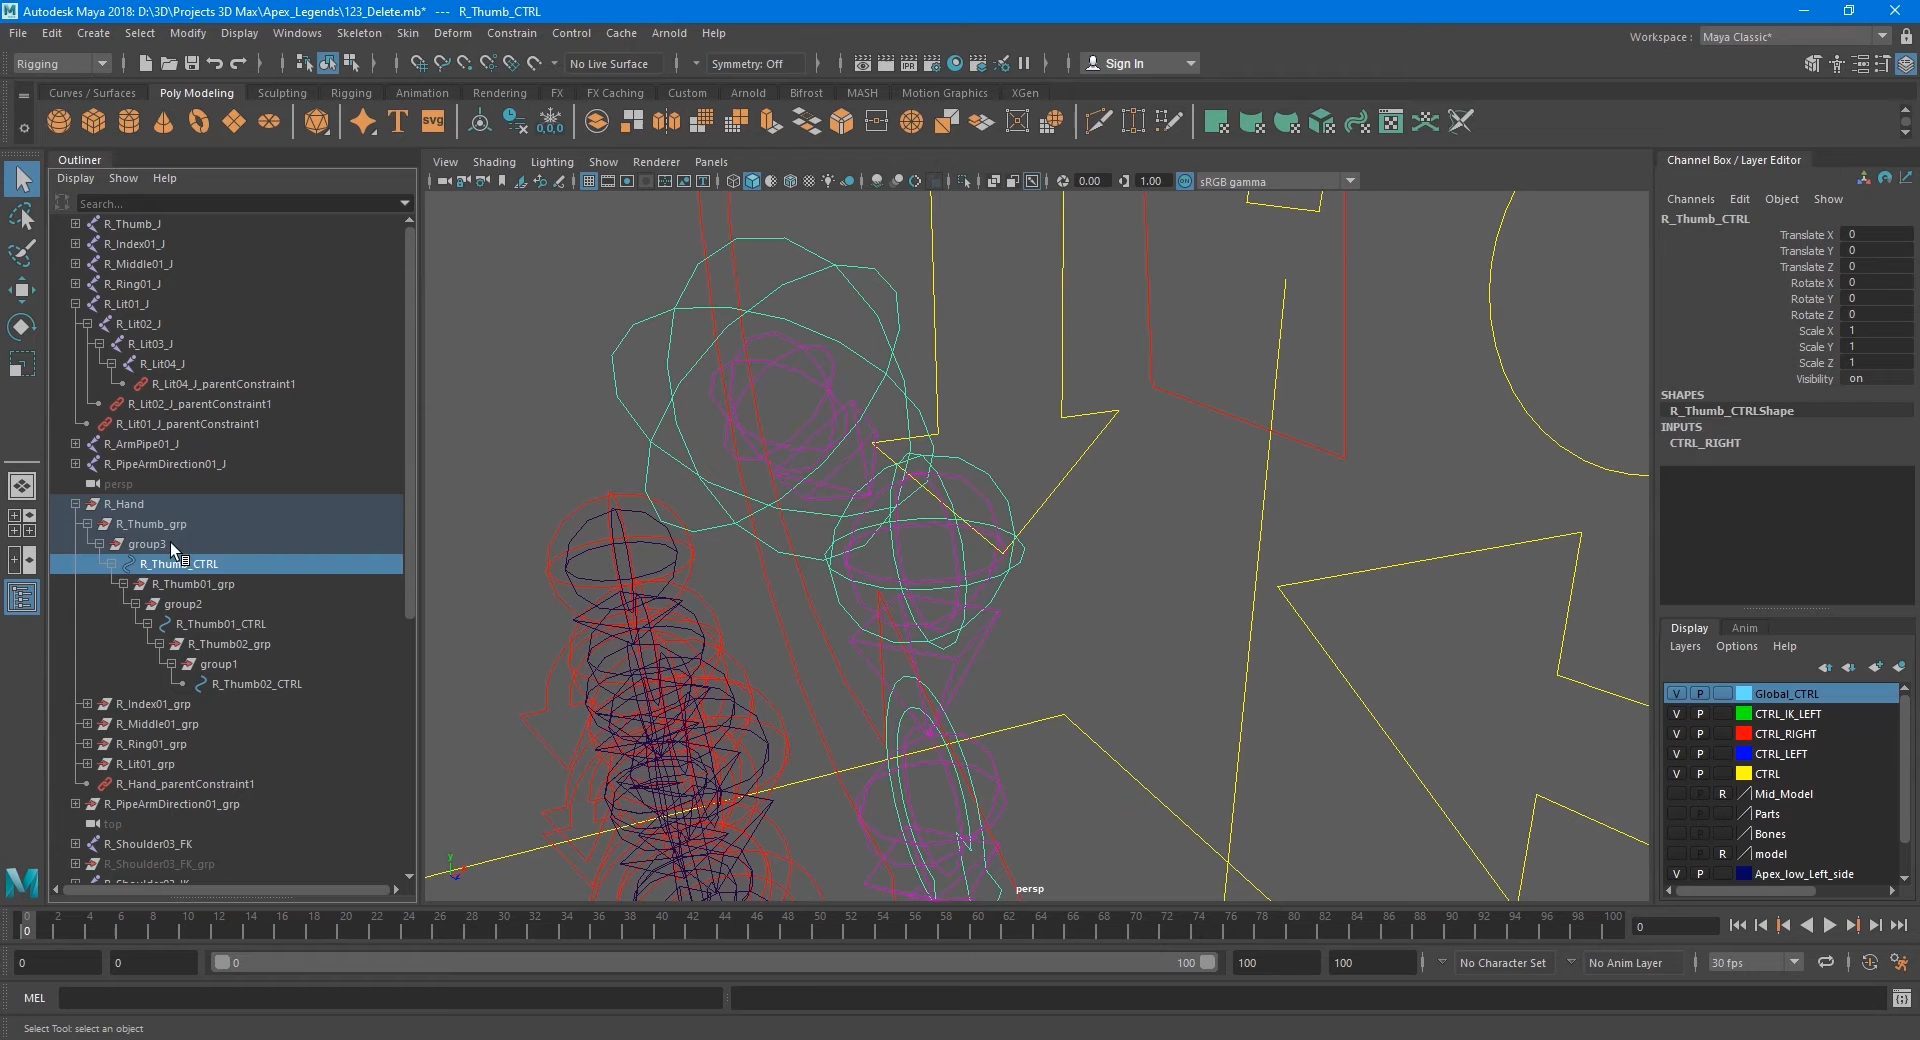 Autodesk Maya 2018: D:\3D\Projects 3D Max\Apex_Legends\123_Delete.mb* --- R_Thumb_CTRL
File Edit Create Select Modify Display Windows Skeleton Skin Deform Constrain Control Cache Arnold Help
Workspace : Maya Classic*
Rigging No Live Surface Symmetry: Off Sign In
Curves / Surfaces Poly Modeling Sculpting Rigging Animation Rendering FX FX Caching Custom Arnold Bifrost MASH Motion Graphics XGen
Outliner
Display Show Help
Search...
R_Thumb_J
R_Index01_J
R_Middle01_J
R_Ring01_J
R_Lit01_J
R_Lit02_J
R_Lit03_J
R_Lit04_J
R_Lit04_J_parentConstraint1
R_Lit02_J_parentConstraint1
R_Lit01_J_parentConstraint1
R_ArmPipe01_J
R_PipeArmDirection01_J
persp
R_Hand
R_Thumb_grp
group3
R_Thumb_CTRL
R_Thumb01_grp
group2
R_Thumb01_CTRL
R_Thumb02_grp
group1
R_Thumb02_CTRL
R_Index01_grp
R_Middle01_grp
R_Ring01_grp
R_Lit01_grp
R_Hand_parentConstraint1
R_PipeArmDirection01_grp
top
R_Shoulder03_FK
R_Shoulder03_FK_grp
View Shading Lighting Show Renderer Panels
0.00 1.00 ON sRGB gamma
persp
Channel Box / Layer Editor
Channels Edit Object Show
R_Thumb_CTRL
Translate X 0
Translate Y 0
Translate Z 0
Rotate X 0
Rotate Y 0
Rotate Z 0
Scale X 1
Scale Y 1
Scale Z 1
Visibility on
SHAPES
R_Thumb_CTRLShape
INPUTS
CTRL_RIGHT
Display Anim
Layers Options Help
V P Global_CTRL
V P CTRL_IK_LEFT
V P CTRL_RIGHT
V P CTRL_LEFT
V P CTRL
P R Mid_Model
P Parts
P Bones
P R model
V P Apex_low_Left_side
0 2 4 6 8 10 12 14 16 18 20 22 24 26 28 30 32 34 36 38 40 42 44 46 48 50 52 54 56 58 60 62 64 66 68 70 72 74 76 78 80 82 84 86 88 90 92 94 96 98 100
0 0
0 0 0 100 100 100 No Character Set No Anim Layer 30 fps
MEL
Select Tool: select an object